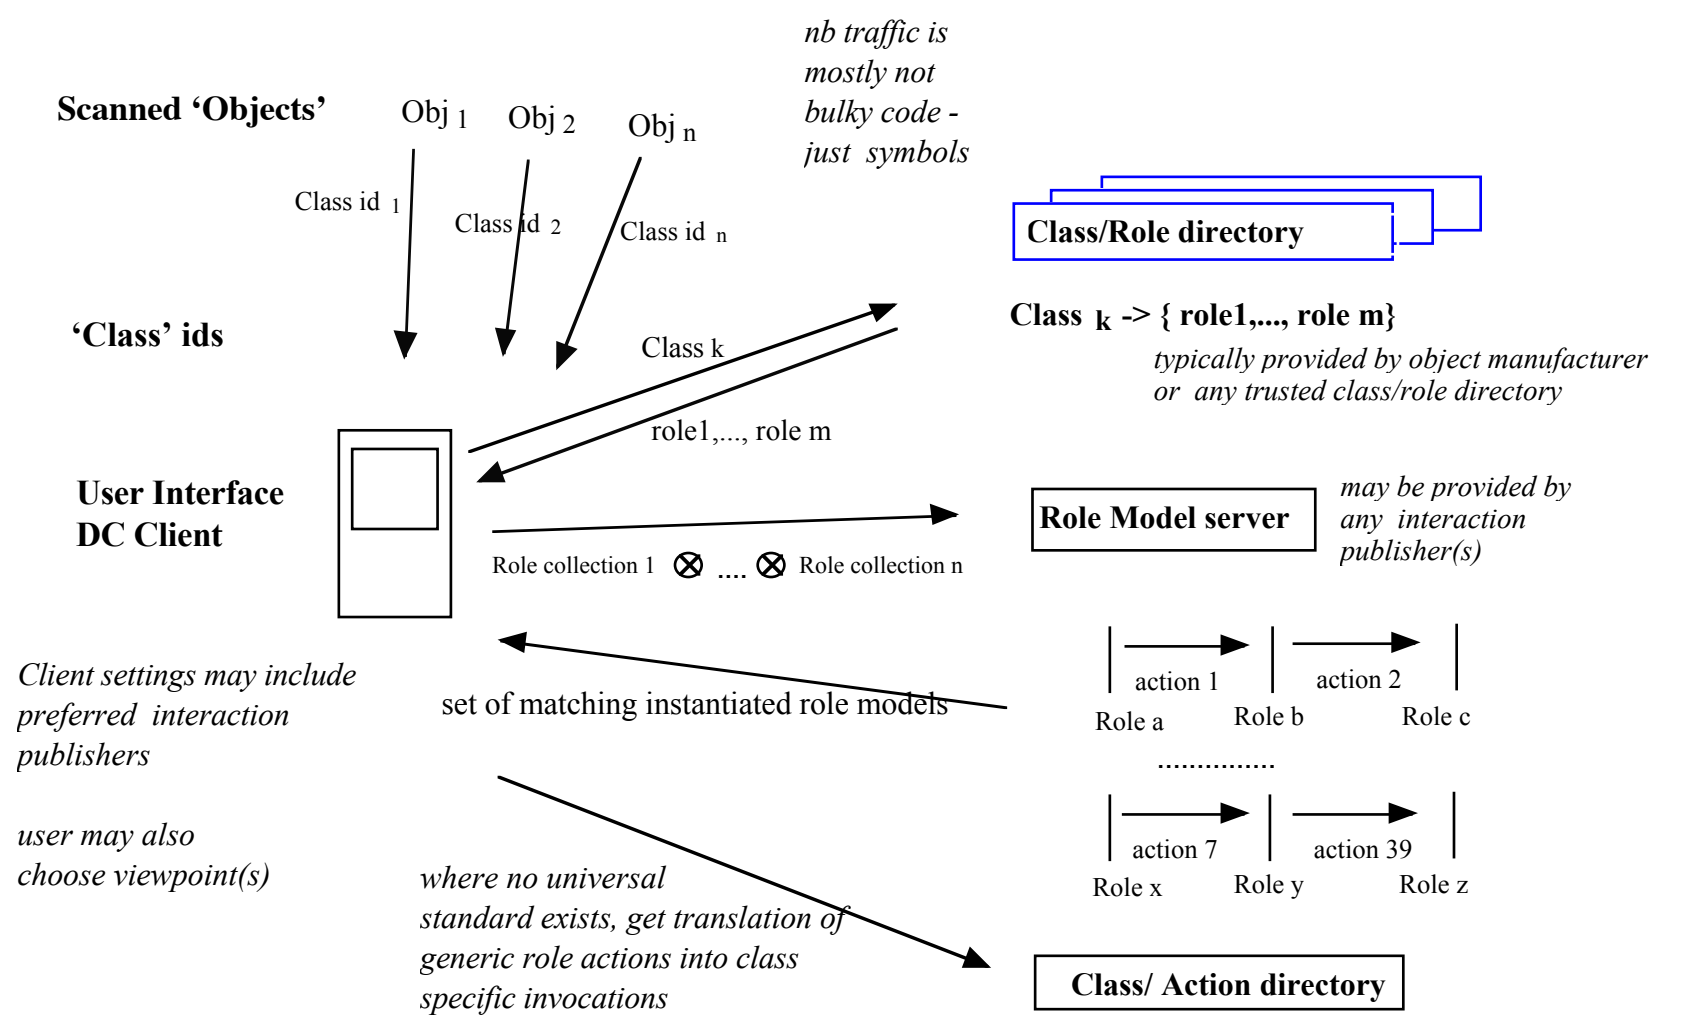 nb traffic is
mostly not
bulky code -
just symbols
Scanned ‘Objects’
Obj 1
Obj 2
Obj n
Class id 1
Class id 2
Class id n
Class/Role directory
‘Class’ ids
Class k -> { role1,..., role m}
typically provided by object manufacturer
or any trusted class/role directory
Class k
role1,..., role m
User Interface
DC Client
Role Model server
may be provided by
any interaction
publisher(s)
Role collection 1 ⊗ .... ⊗ Role collection n
action 1
action 2
Role a
Role b
Role c
...............
action 7
action 39
Role x
Role y
Role z
set of matching instantiated role models
Client settings may include
preferred interaction
publishers
user may also
choose viewpoint(s)
where no universal
standard exists, get translation of
generic role actions into class
specific invocations
Class/ Action directory